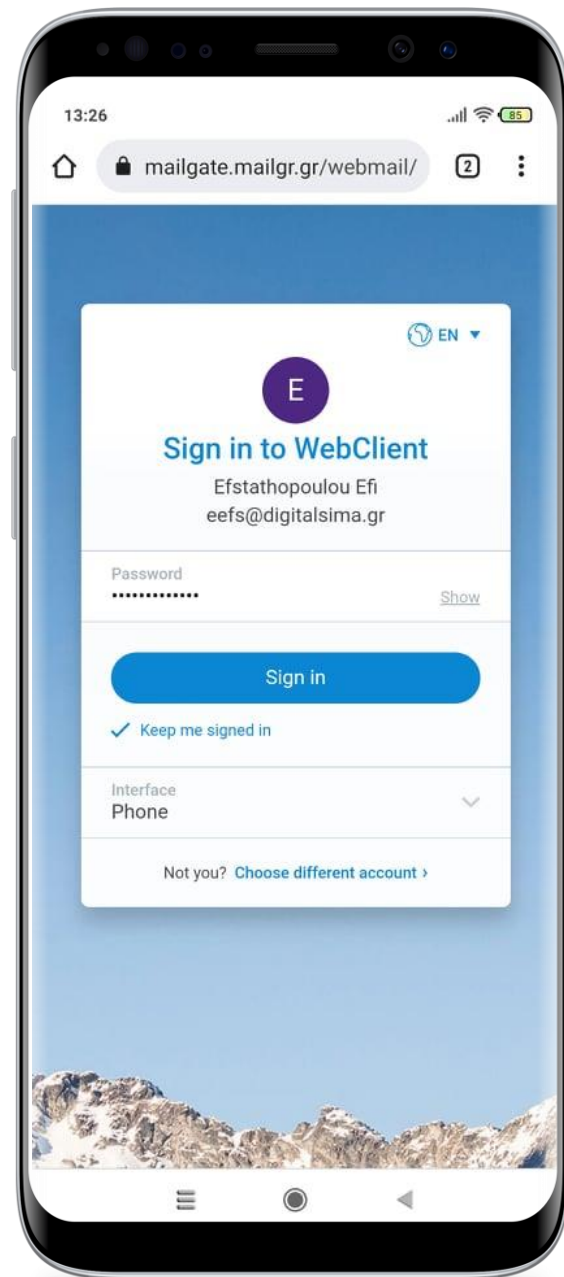 13:26
85
mailgate.mailgr.gr/webmail/
2
EN
E
Sign in to WebClient
Efstathopoulou Efi
eefs@digitalsima.gr
Password
•••••••••••••
Show
Sign in
Keep me signed in
Interface
Phone
Not you? Choose different account ›